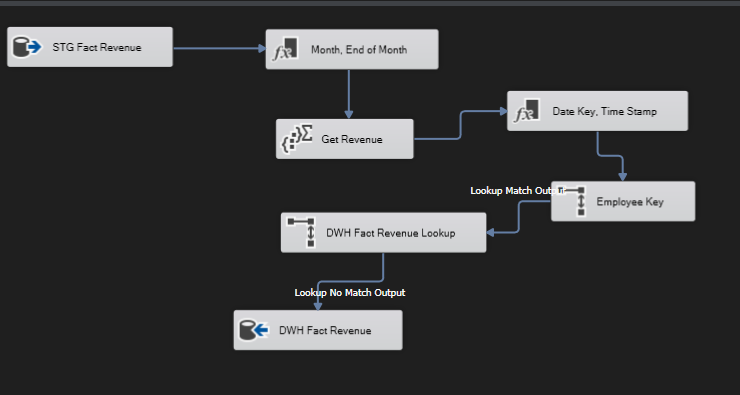 STG Fact Revenue
Month, End of Month
Get Revenue
Date Key, Time Stamp
Lookup Match Output
Employee Key
DWH Fact Revenue Lookup
Lookup No Match Output
DWH Fact Revenue